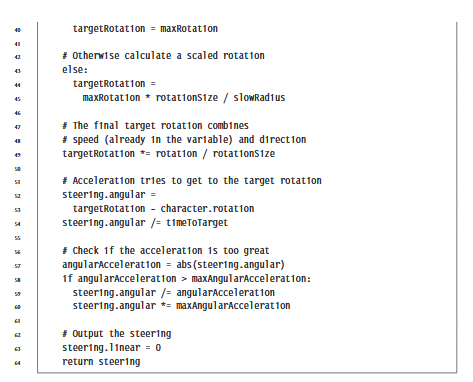 40 targetRotation = maxRotation
41
42 # Otherwise calculate a scaled rotation
43 else:
44 targetRotation =
45 maxRotation * rotationSize / slowRadius
46
47 # The final target rotation combines
48 # speed (already in the variable) and direction
49 targetRotation *= rotation / rotationSize
50
51 # Acceleration tries to get to the target rotation
52 steering.angular =
53 targetRotation - character.rotation
54 steering.angular /= timeToTarget
55
56 # Check if the acceleration is too great
57 angularAcceleration = abs(steering.angular)
58 if angularAcceleration > maxAngularAcceleration:
59 steering.angular /= angularAcceleration
60 steering.angular *= maxAngularAcceleration
61
62 # Output the steering
63 steering.linear = 0
64 return steering